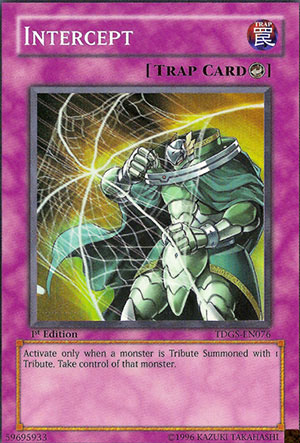 INTERCEPT
TRAP
罠
[TRAP CARD]
1st Edition
TDGS-EN076
Activate only when a monster is Tribute Summoned with 1
Tribute. Take control of that monster.
59695933
©1996 KAZUKI TAKAHASHI